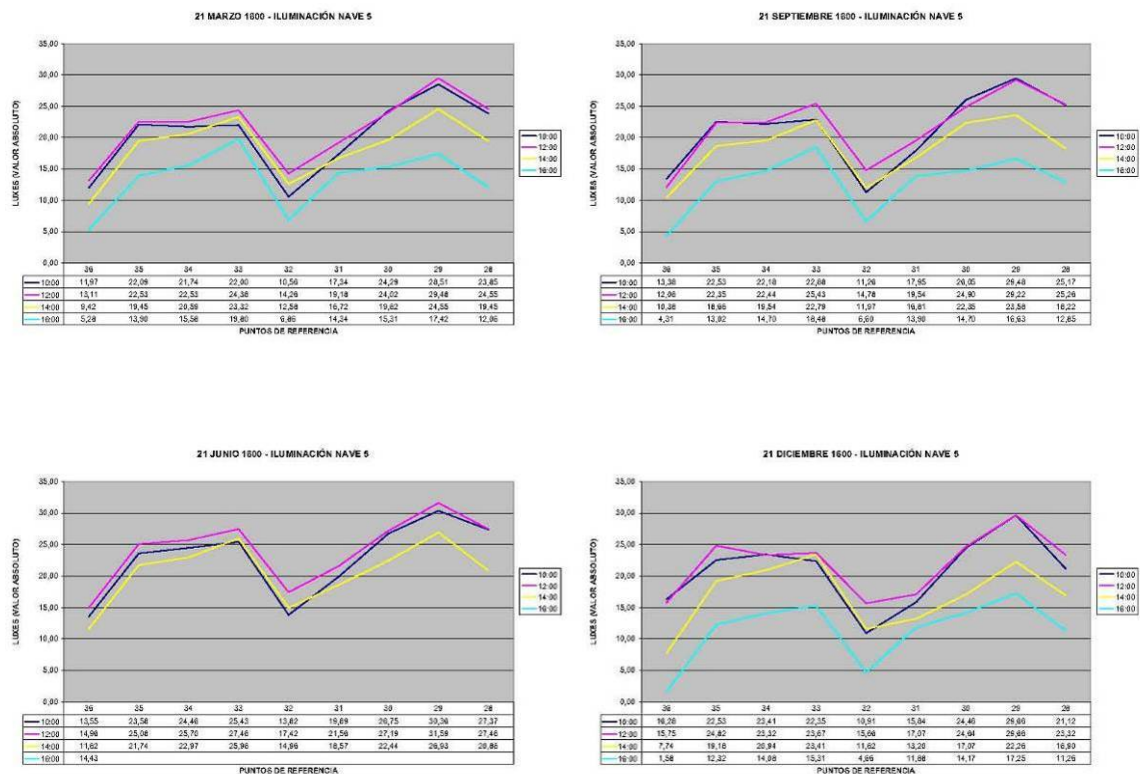 21 MARZO 1600 - ILUMINACIÓN NAVE 5
LUXES (VALOR ABSOLUTO)
35,00
30,00
25,00
20,00
15,00
10,00
5,00
0,00
36 35 34 33 32 31 30 29 28
10:00 11,97 22,09 21,74 22,00 10,56 17,34 24,29 28,51 23,85
12:00 13,11 22,53 22,53 24,38 14,26 19,18 24,02 29,48 24,55
14:00 9,42 19,45 20,59 23,32 12,58 16,72 19,62 24,55 19,45
16:00 5,28 13,90 15,56 19,80 6,86 14,34 15,31 17,42 12,06
PUNTOS DE REFERENCIA
10:00
12:00
14:00
16:00
21 SEPTIEMBRE 1600 - ILUMINACIÓN NAVE 5
LUXES (VALOR ABSOLUTO)
35,00
30,00
25,00
20,00
15,00
10,00
5,00
0,00
36 35 34 33 32 31 30 29 28
10:00 13,38 22,53 22,18 22,88 11,26 17,95 26,05 29,48 25,17
12:00 12,06 22,35 22,44 25,43 14,78 19,54 24,90 29,22 25,26
14:00 10,38 18,66 19,54 22,79 11,97 16,81 22,35 23,58 18,22
16:00 4,31 13,02 14,70 18,48 6,60 13,90 14,70 16,63 12,85
PUNTOS DE REFERENCIA
10:00
12:00
14:00
16:00
21 JUNIO 1600 - ILUMINACIÓN NAVE 5
LUXES (VALOR ABSOLUTO)
35,00
30,00
25,00
20,00
15,00
10,00
5,00
0,00
36 35 34 33 32 31 30 29 28
10:00 13,55 23,58 24,46 25,43 13,82 19,89 26,75 30,36 27,37
12:00 14,96 25,08 25,70 27,46 17,42 21,56 27,19 31,59 27,46
14:00 11,62 21,74 22,97 25,96 14,96 18,57 22,44 26,93 20,86
16:00 14,43
PUNTOS DE REFERENCIA
10:00
12:00
14:00
16:00
21 DICIEMBRE 1600 - ILUMINACIÓN NAVE 5
LUXES (VALOR ABSOLUTO)
35,00
30,00
25,00
20,00
15,00
10,00
5,00
0,00
36 35 34 33 32 31 30 29 28
10:00 16,28 22,53 23,41 22,35 10,91 15,84 24,46 29,66 21,12
12:00 15,75 24,82 23,32 23,67 15,66 17,07 24,64 29,66 23,32
14:00 7,74 19,18 20,94 23,41 11,62 13,20 17,07 22,26 16,90
16:00 1,58 12,32 14,08 15,31 4,66 11,88 14,17 17,25 11,26
PUNTOS DE REFERENCIA
10:00
12:00
14:00
16:00